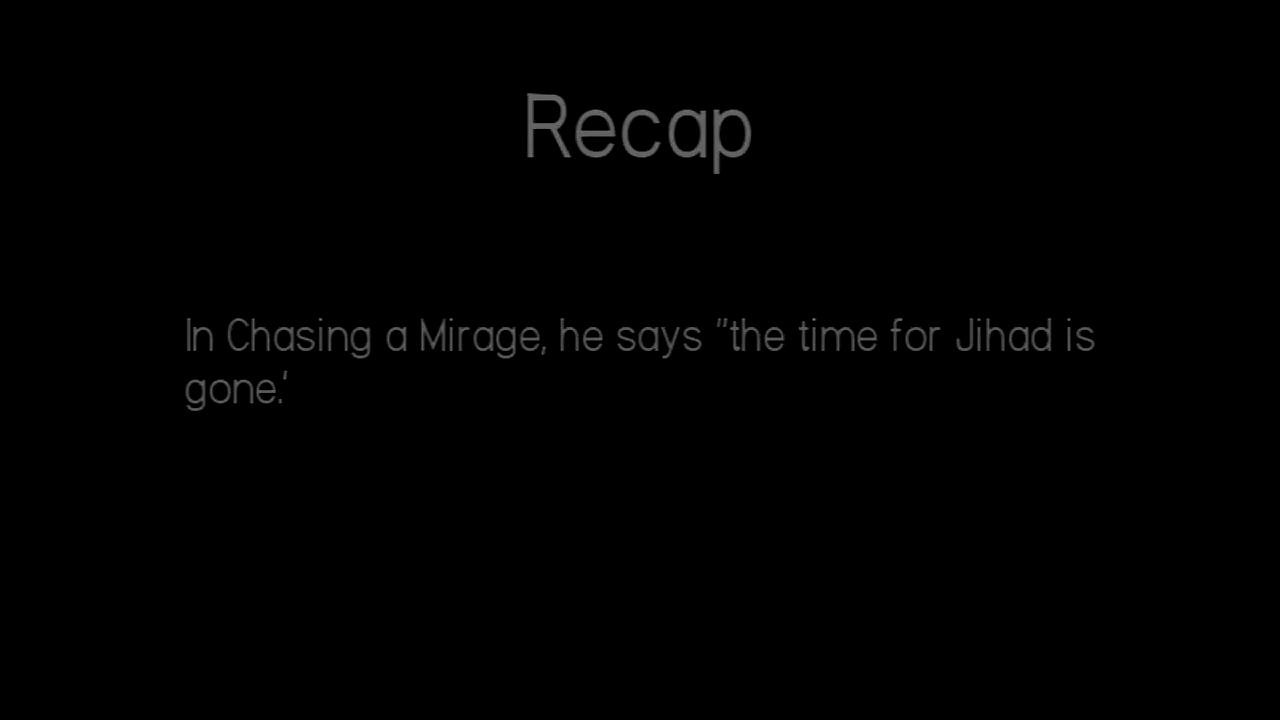 Recap
In Chasing a Mirage, he says "the time for Jihad is
gone.'